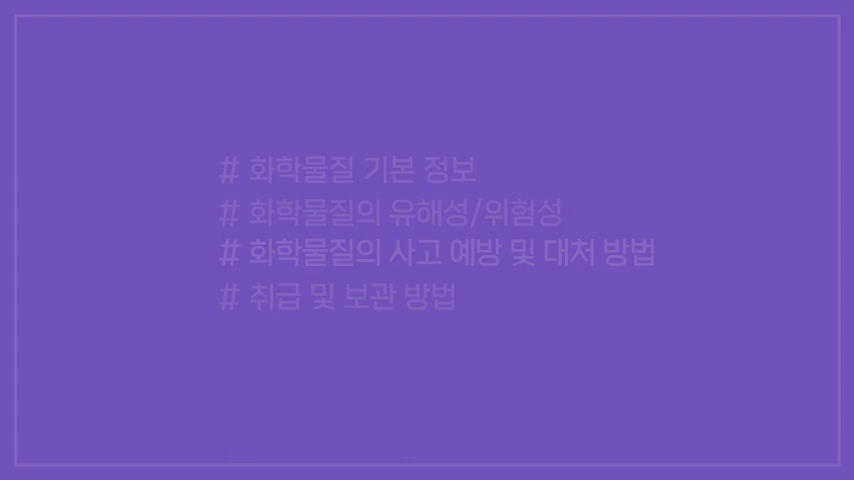 # 화학물질 기본 정보
# 화학물질의 유해성/위험성
# 화학물질의 사고 예방 및 대처 방법
# 취급 및 보관 방법